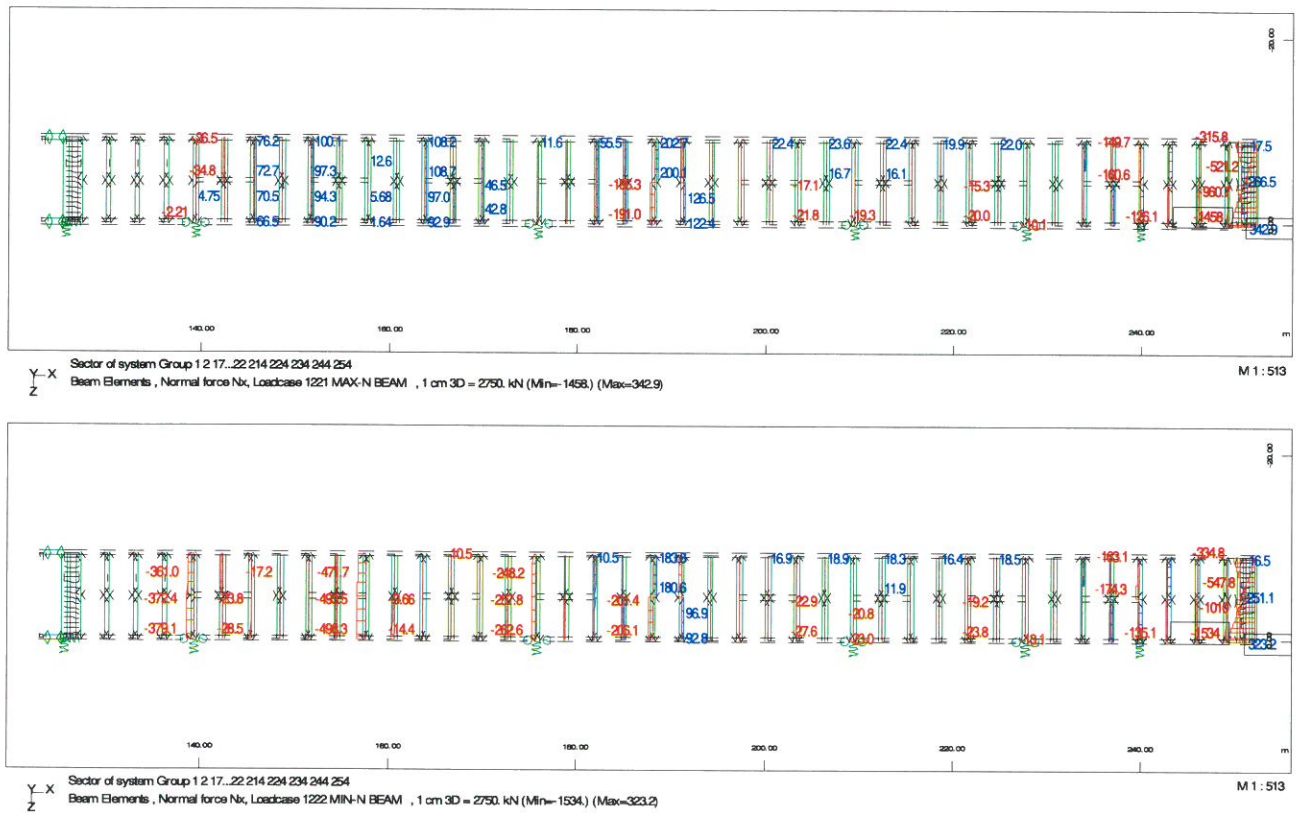 -20.00
-26.5 76.2 100.1 108.2 11.6 55.5 22.4 23.6 22.4 19.9 22.0 -149.7 -315.8 17.5
-34.8 72.7 97.3 12.6 108.7 46.5 200.1 -17.1 16.7 16.1 -15.3 -160.6 -521.2
4.75 70.5 94.3 5.68 97.0 42.8 126.5
-2.21 66.5 90.2 1.64 92.9 -191.0 122.4 -21.8 -19.3 -20.0 -126.1 -1458 342.9
140.00 160.00 180.00 200.00 220.00 240.00 m
Sector of system Group 1 2 17...22 214 224 234 244 254
M 1 : 513
Y X
Z
Beam Elements , Normal force Nx, Loadcase 1221 MAX-N BEAM , 1 cm 3D = 2750. kN (Min=-1458.) (Max=342.9)
-20.00
-361.0 17.2 -471.7 10.5 -248.2 10.5 16.9 18.9 18.3 16.4 18.5 -163.1 -334.8 16.5
180.6 11.9 -174.3 -547.8
-14.4 96.9 -22.9 -20.8 251.1
-379.1 -28.5 -262.6 -206.1 92.8 -27.6 -23.8 -135.1 -1534 323.2
140.00 160.00 180.00 200.00 220.00 240.00 m
Sector of system Group 1 2 17...22 214 224 234 244 254
M 1 : 513
Y X
Z
Beam Elements , Normal force Nx, Loadcase 1222 MIN-N BEAM , 1 cm 3D = 2750. kN (Min=-1534.) (Max=323.2)